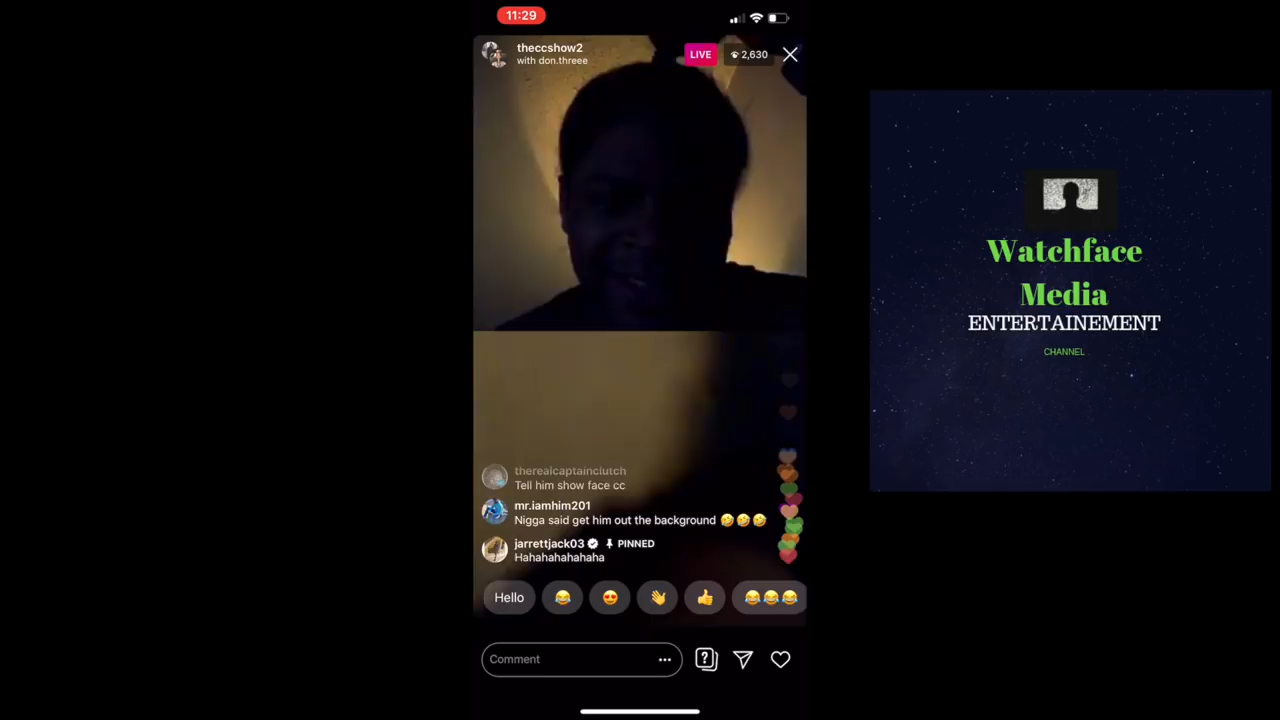 11:29
theccshow2
with don.threee
LIVE
2,630
Watchface
Media
ENTERTAINEMENT
CHANNEL
therealcaptainclutch
Tell him show face cc
mr.iamhim201
Nigga said get him out the background 🤣🤣🤣
jarrettjack03 PINNED
Hahahahahahaha
Hello 😂 😍 👋 👍 😂😂😂
Comment